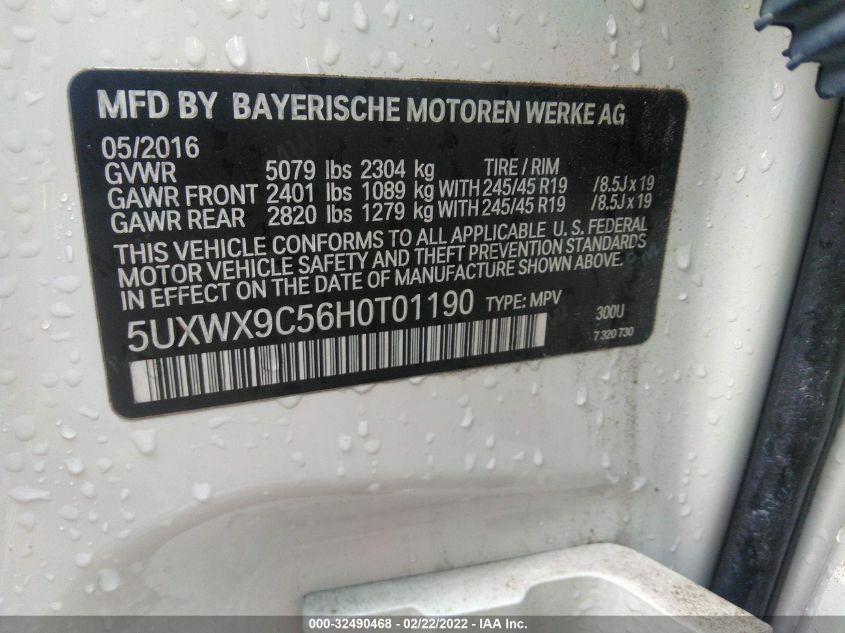 MFD BY BAYERISCHE MOTOREN WERKE AG
05/2016
GVWR 5079 lbs 2304 kg TIRE / RIM
GAWR FRONT 2401 lbs 1089 kg WITH 245/45 R19 /8.5J x 19
GAWR REAR 2820 lbs 1279 kg WITH 245/45 R19 /8.5J x 19
THIS VEHICLE CONFORMS TO ALL APPLICABLE U. S. FEDERAL
MOTOR VEHICLE SAFETY AND THEFT PREVENTION STANDARDS
IN EFFECT ON THE DATE OF MANUFACTURE SHOWN ABOVE.
5UXWX9C56H0T01190 TYPE: MPV 300U
7 320 730
000-32490468 - 02/22/2022 - IAA Inc.